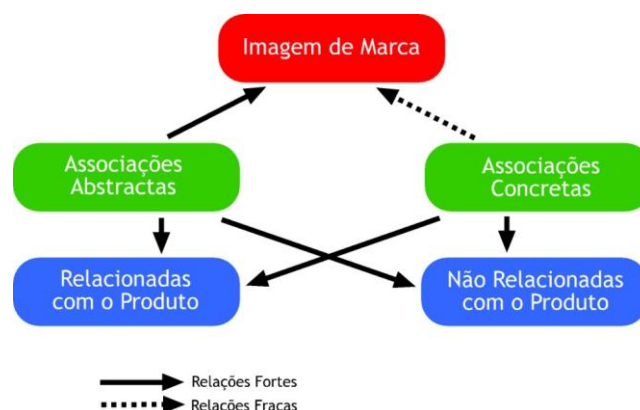 Imagem de Marca
Associações
Abstractas
Associações
Concretas
Relacionadas
com o Produto
Não Relacionadas
com o Produto
Relações Fortes
Relações Fracas